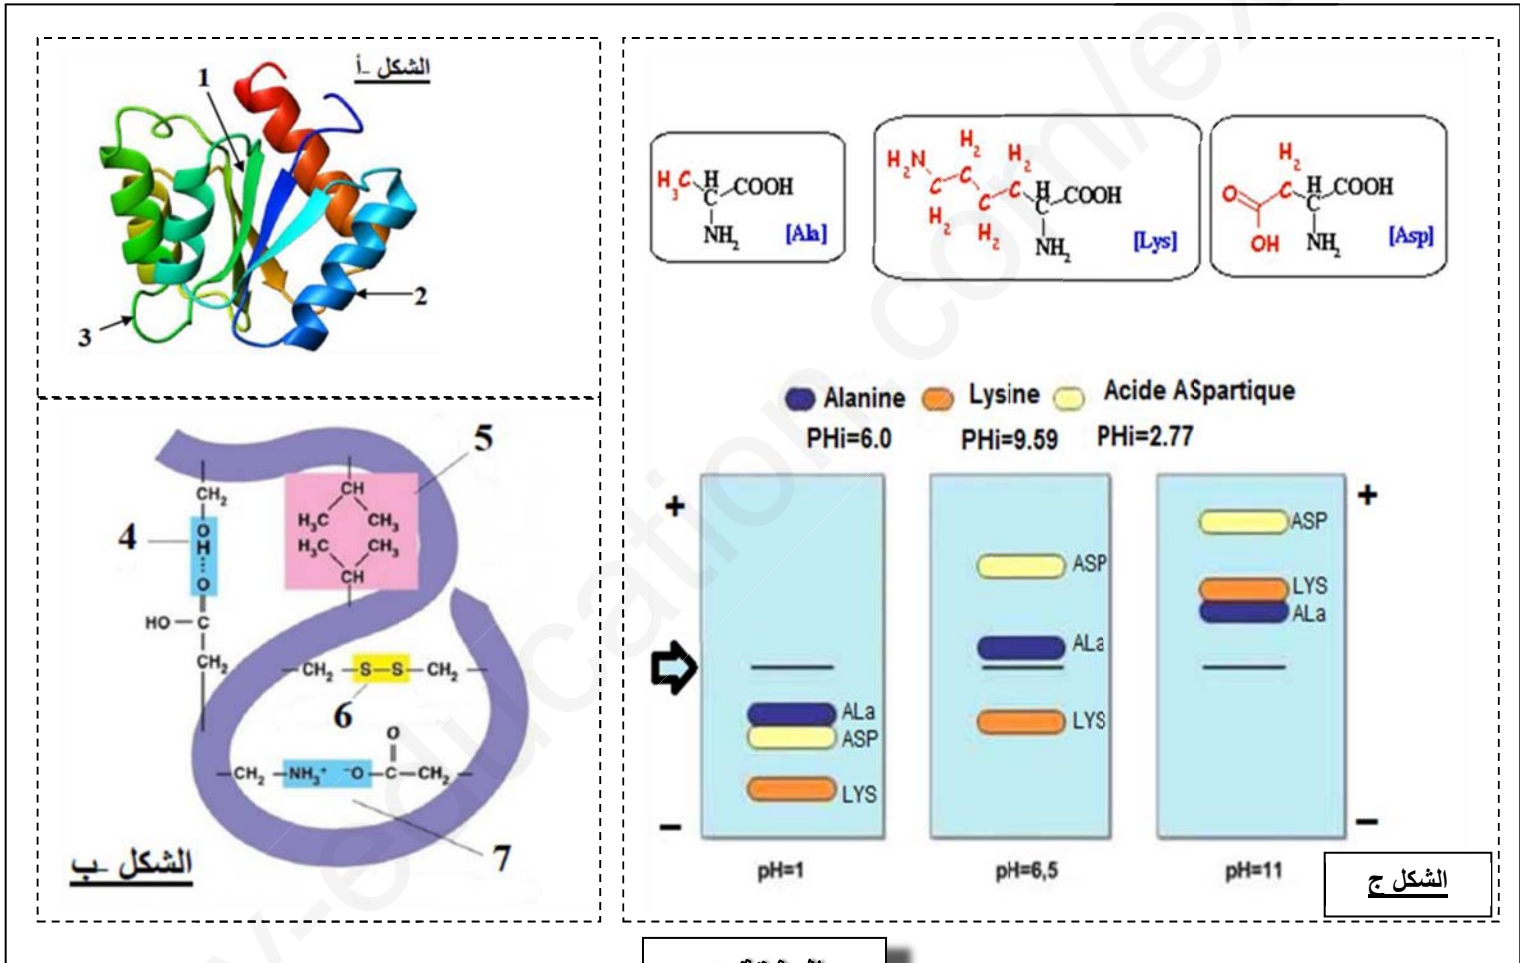 الشكل -أ
1
2
3
5
4
CH₂
O
H
O
HO—C
CH₂
CH
H₃C CH₃
H₃C CH₃
CH
—CH₂—S—S—CH₂—
6
O
—CH₂—NH₃⁺ ⁻O—C—CH₂—
7
الشكل -ب
H₃C H C COOH
NH₂ [Ala]
H₂N C H₂ C H₂ C H₂ C H₂ H C COOH
NH₂ [Lys]
O C OH C H₂ H C COOH
NH₂ [Asp]
Alanine Lysine Acide ASpartique
PHi=6.0 PHi=9.59 PHi=2.77
+
ALa
ASP
LYS
−
pH=1
ASP
ALa
LYS
pH=6,5
+
ASP
LYS
ALa
−
pH=11
الشكل ج